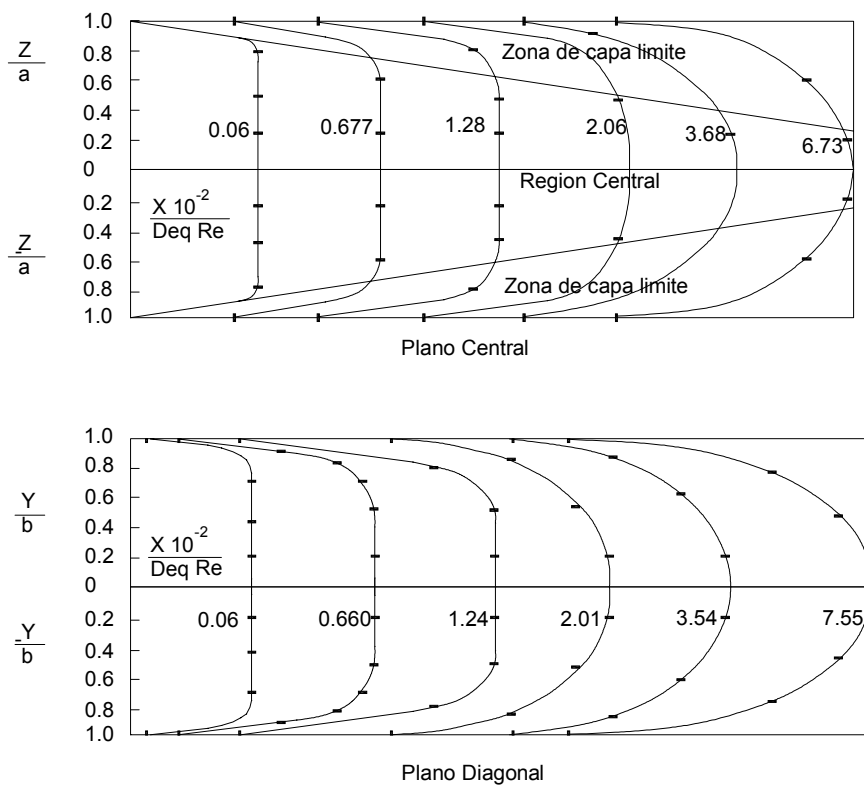 1.0
Z
a
0.8
0.6
0.4
0.2
0
0.2
0.4
-Z
a
0.6
0.8
1.0
Zona de capa limite
0.06
0.677
1.28
2.06
3.68
6.73
Region Central
X 10-2
Deq Re
Zona de capa limite
Plano Central
1.0
0.8
Y
b
0.6
0.4
0.2
0
X 10-2
Deq Re
0.2
0.06
0.660
1.24
2.01
3.54
7.55
-Y
b
0.4
0.6
0.8
1.0
Plano Diagonal